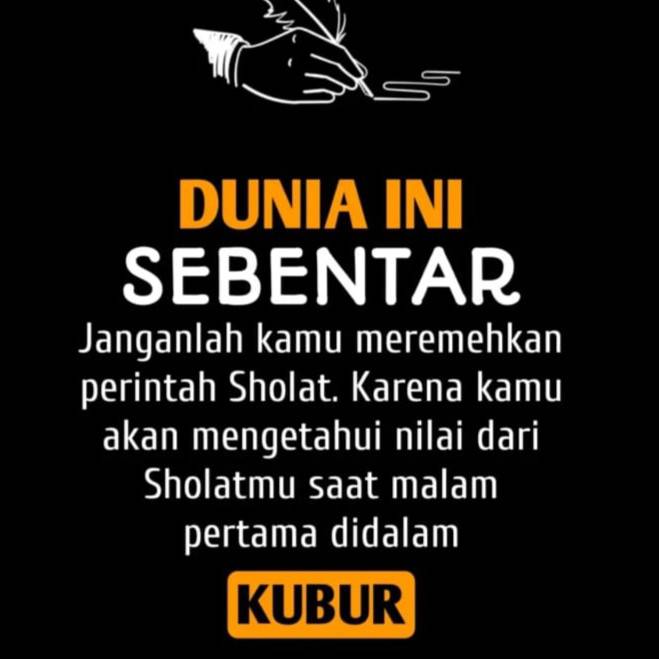 DUNIA INI
SEBENTAR
Janganlah kamu meremehkan
perintah Sholat. Karena kamu
akan mengetahui nilai dari
Sholatmu saat malam
pertama didalam
KUBUR